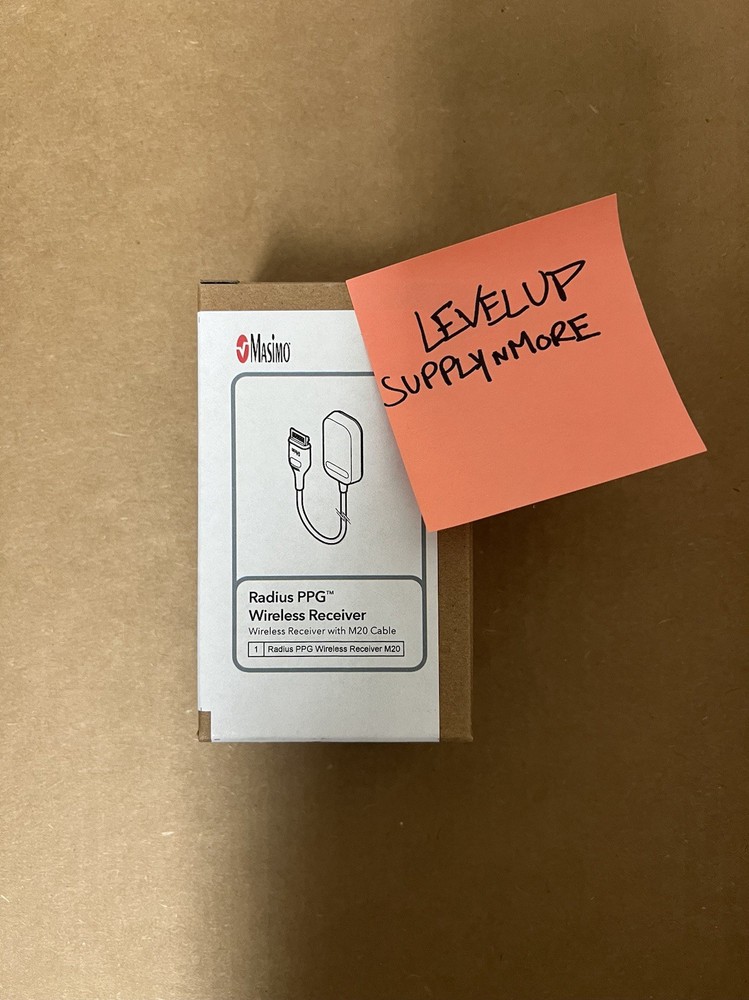 LEVELUP
SUPPLYnMORE
Masimo
Radius PPG™
Wireless Receiver
Wireless Receiver with M20 Cable
1 Radius PPG Wireless Receiver M20